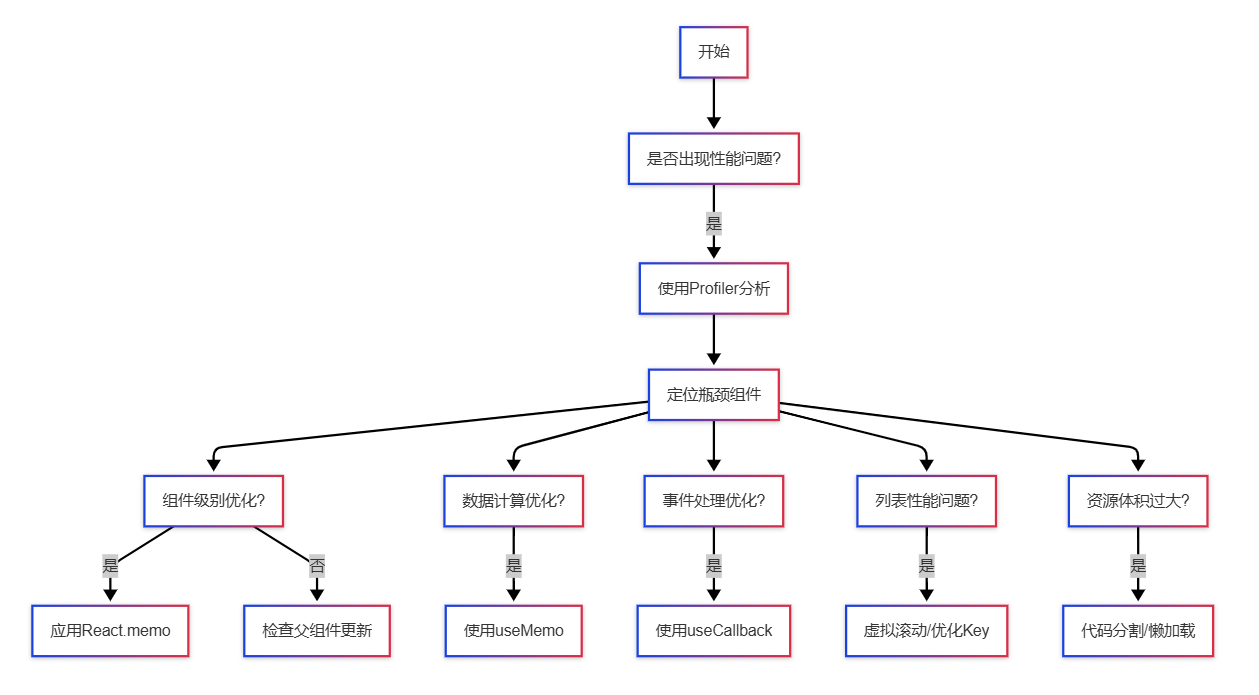 开始
是否出现性能问题?
是
使用Profiler分析
定位瓶颈组件
组件级别优化?
数据计算优化?
事件处理优化?
列表性能问题?
资源体积过大?
是
否
是
是
是
是
应用React.memo
检查父组件更新
使用useMemo
使用useCallback
虚拟滚动/优化Key
代码分割/懒加载